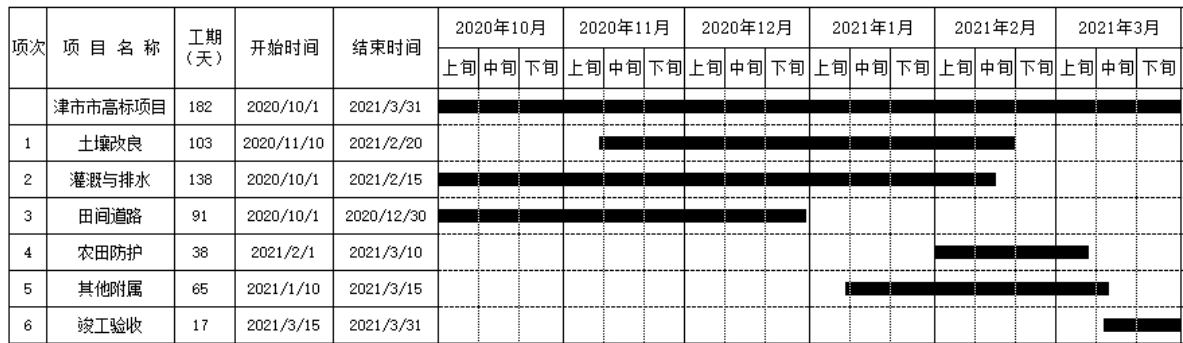 项次 项目名称 工期（天） 开始时间 结束时间 2020年10月 2020年11月 2020年12月 2021年1月 2021年2月 2021年3月
上旬 中旬 下旬 上旬 中旬 下旬 上旬 中旬 下旬 上旬 中旬 下旬 上旬 中旬 下旬 上旬 中旬 下旬
津市市高标项目 182 2020/10/1 2021/3/31
1 土壤改良 103 2020/11/10 2021/2/20
2 灌溉与排水 138 2020/10/1 2021/2/15
3 田间道路 91 2020/10/1 2020/12/30
4 农田防护 38 2021/2/1 2021/3/10
5 其他附属 65 2021/1/10 2021/3/15
6 竣工验收 17 2021/3/15 2021/3/31